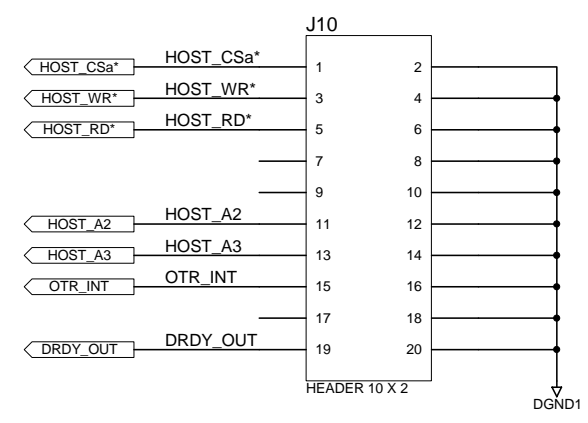 J10
HOST_CSa* HOST_CSa* 1 2
HOST_WR* HOST_WR* 3 4
HOST_RD* HOST_RD* 5 6
7 8
9 10
HOST_A2 HOST_A2 11 12
HOST_A3 HOST_A3 13 14
OTR_INT OTR_INT 15 16
17 18
DRDY_OUT DRDY_OUT 19 20
HEADER 10 X 2
DGND1